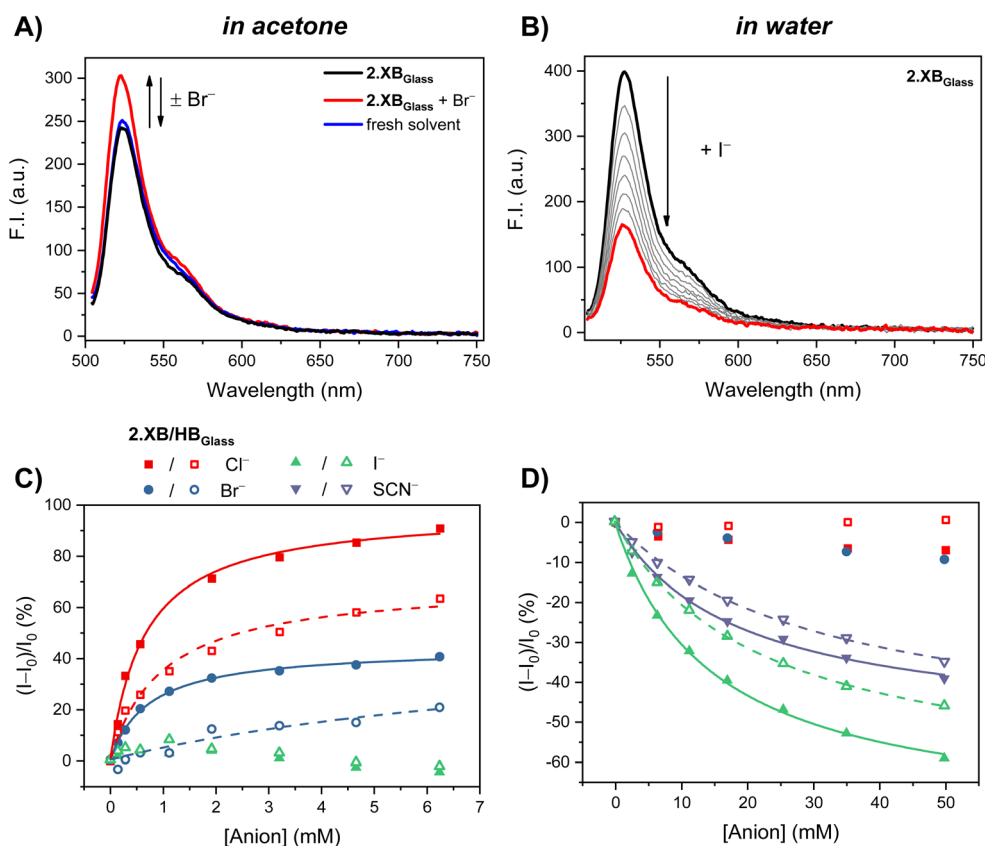 A)
in acetone
B)
in water
2.XB_Glass
2.XB_Glass + Br⁻
fresh solvent
± Br⁻
300
250
200
150
100
50
0
F.I. (a.u.)
500 550 600 650 700 750
Wavelength (nm)
2.XB_Glass
+ I⁻
400
300
200
100
0
F.I. (a.u.)
550 600 650 700 750
Wavelength (nm)
2.XB/HB_Glass
/ Cl⁻ / I⁻
/ Br⁻ / SCN⁻
C)
100
80
60
40
20
0
(I–I₀)/I₀ (%)
0 1 2 3 4 5 6 7
[Anion] (mM)
D)
0
-10
-20
-30
-40
-50
-60
(I–I₀)/I₀ (%)
0 10 20 30 40 50
[Anion] (mM)